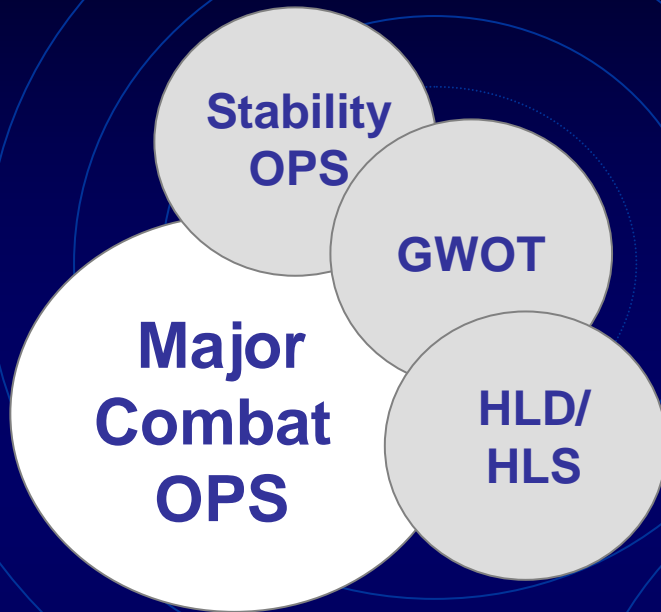 Stability
OPS
GWOT
Major
Combat
OPS
HLD/
HLS